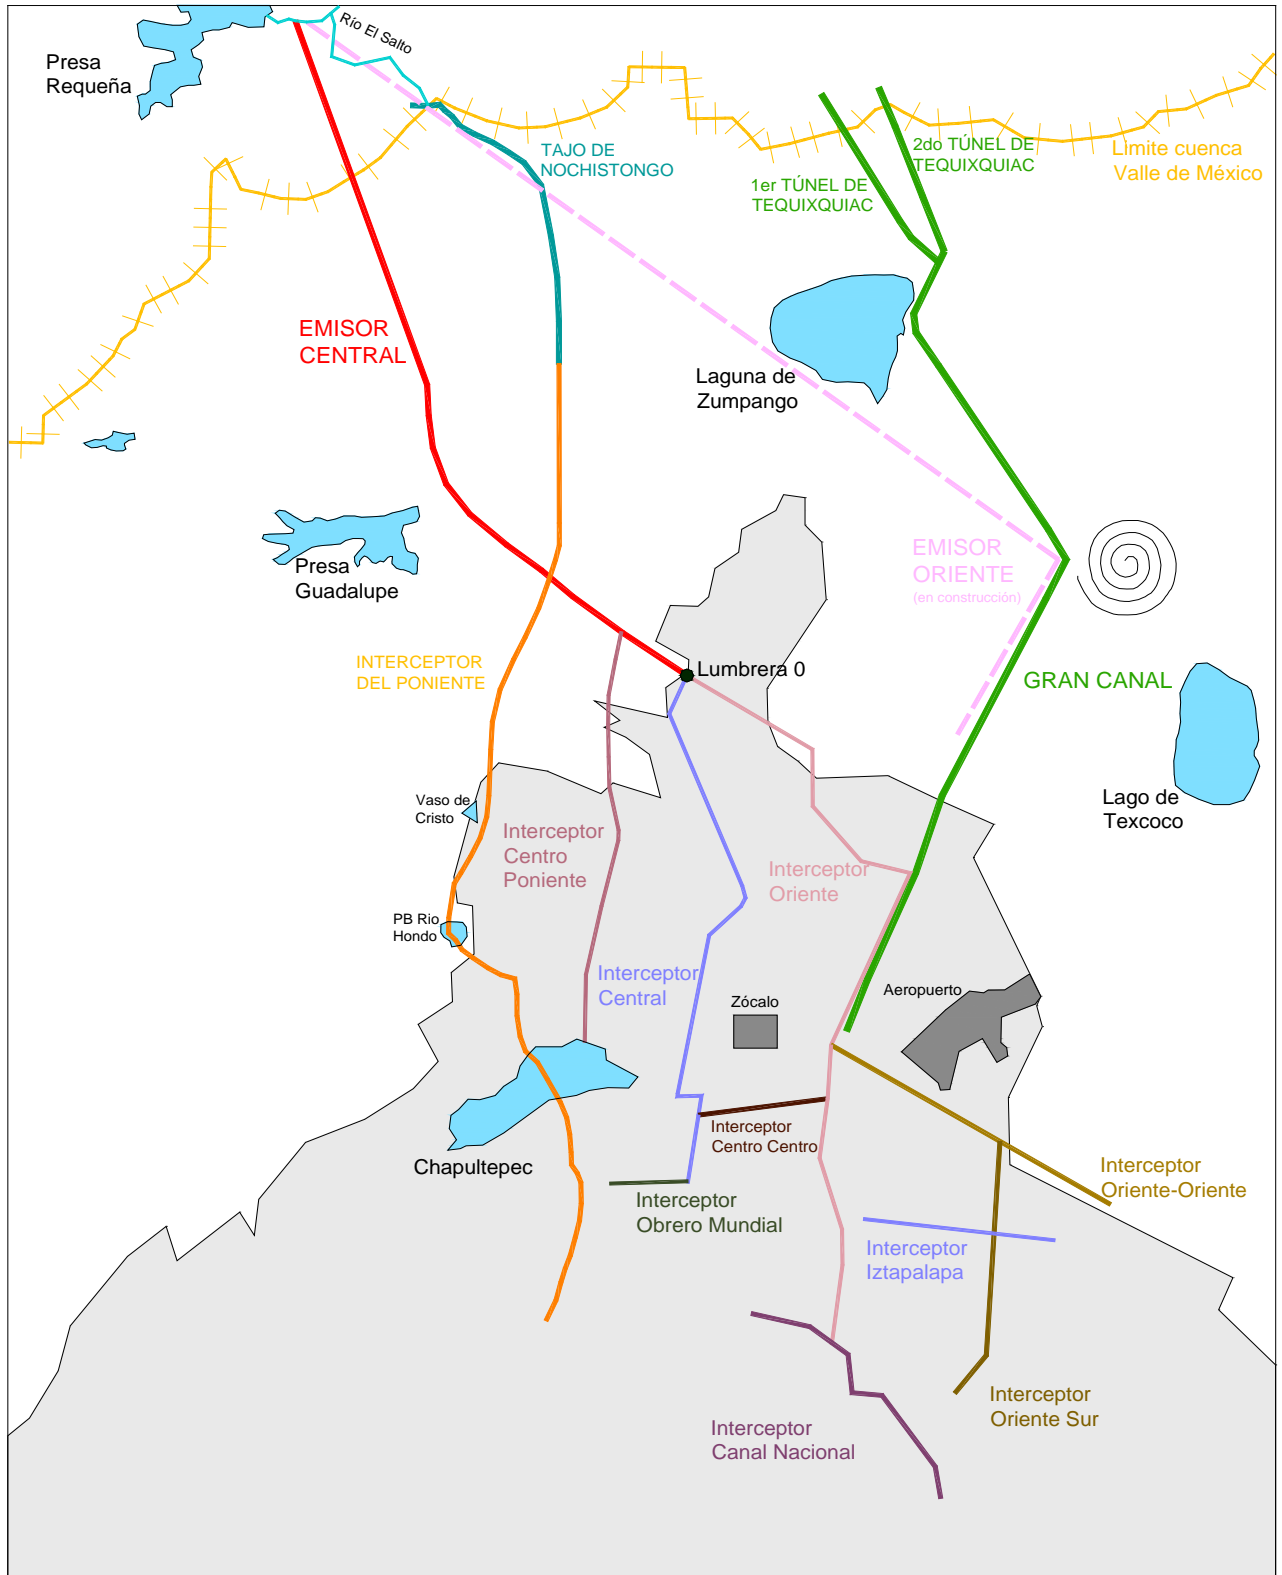 Río El Salto
Presa
Requeña
TAJO DE
NOCHISTONGO
2do TÚNEL DE
TEQUIXQUIAC
Limite cuenca
Valle de México
1er TÚNEL DE
TEQUIXQUIAC
EMISOR
CENTRAL
Laguna de
Zumpango
EMISOR
ORIENTE
(en construcción)
Presa
Guadalupe
INTERCEPTOR
DEL PONIENTE
Lumbrera 0
GRAN CANAL
Lago de
Texcoco
Vaso de
Cristo
Interceptor
Centro
Poniente
Interceptor
Oriente
PB Rio
Hondo
Interceptor
Central
Zócalo
Aeropuerto
Interceptor
Centro Centro
Chapultepec
Interceptor
Oriente-Oriente
Interceptor
Obrero Mundial
Interceptor
Iztapalapa
Interceptor
Oriente Sur
Interceptor
Canal Nacional